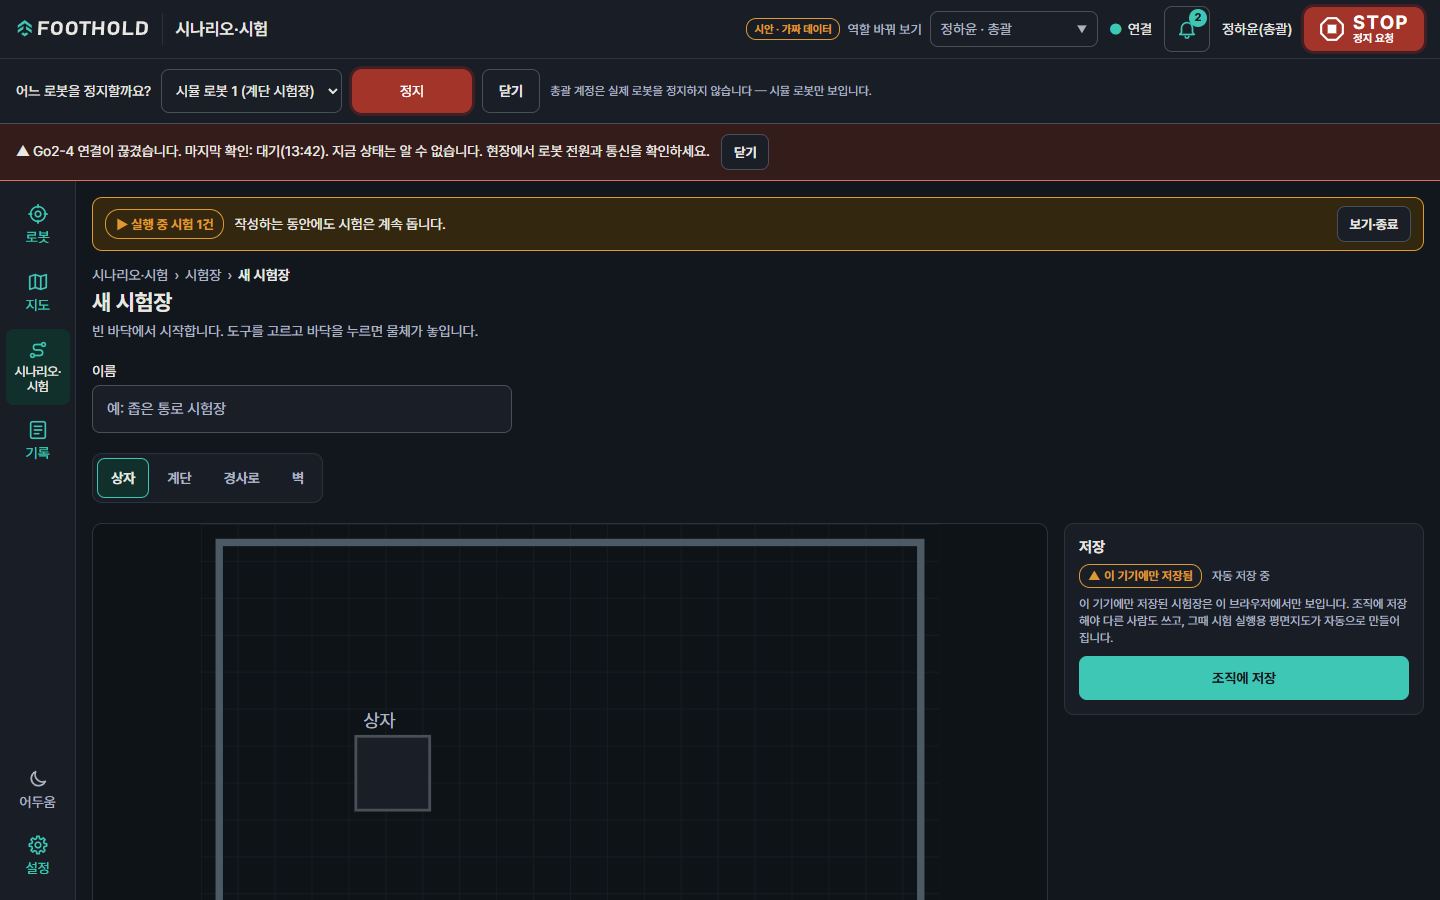 FOOTHOLD
시나리오·시험
시안 · 가짜 데이터
역할 바꿔 보기
정하윤 · 총괄
연결
2
정하윤(총괄)
STOP
정지 요청
어느 로봇을 정지할까요?
시뮬 로봇 1 (계단 시험장)
정지
닫기
총괄 계정은 실제 로봇을 정지하지 않습니다 — 시뮬 로봇만 보입니다.
▲ Go2-4 연결이 끊겼습니다. 마지막 확인: 대기(13:42). 지금 상태는 알 수 없습니다. 현장에서 로봇 전원과 통신을 확인하세요.
닫기
로봇
지도
시나리오·
시험
기록
어두움
설정
▶ 실행 중 시험 1건
작성하는 동안에도 시험은 계속 돕니다.
보기·종료
시나리오·시험 › 시험장 › 새 시험장
새 시험장
빈 바닥에서 시작합니다. 도구를 고르고 바닥을 누르면 물체가 놓입니다.
이름
예: 좁은 통로 시험장
상자
계단
경사로
벽
상자
저장
▲ 이 기기에만 저장됨
자동 저장 중
이 기기에만 저장된 시험장은 이 브라우저에서만 보입니다. 조직에 저장
해야 다른 사람도 쓰고, 그때 시험 실행용 평면지도가 자동으로 만들어
집니다.
조직에 저장